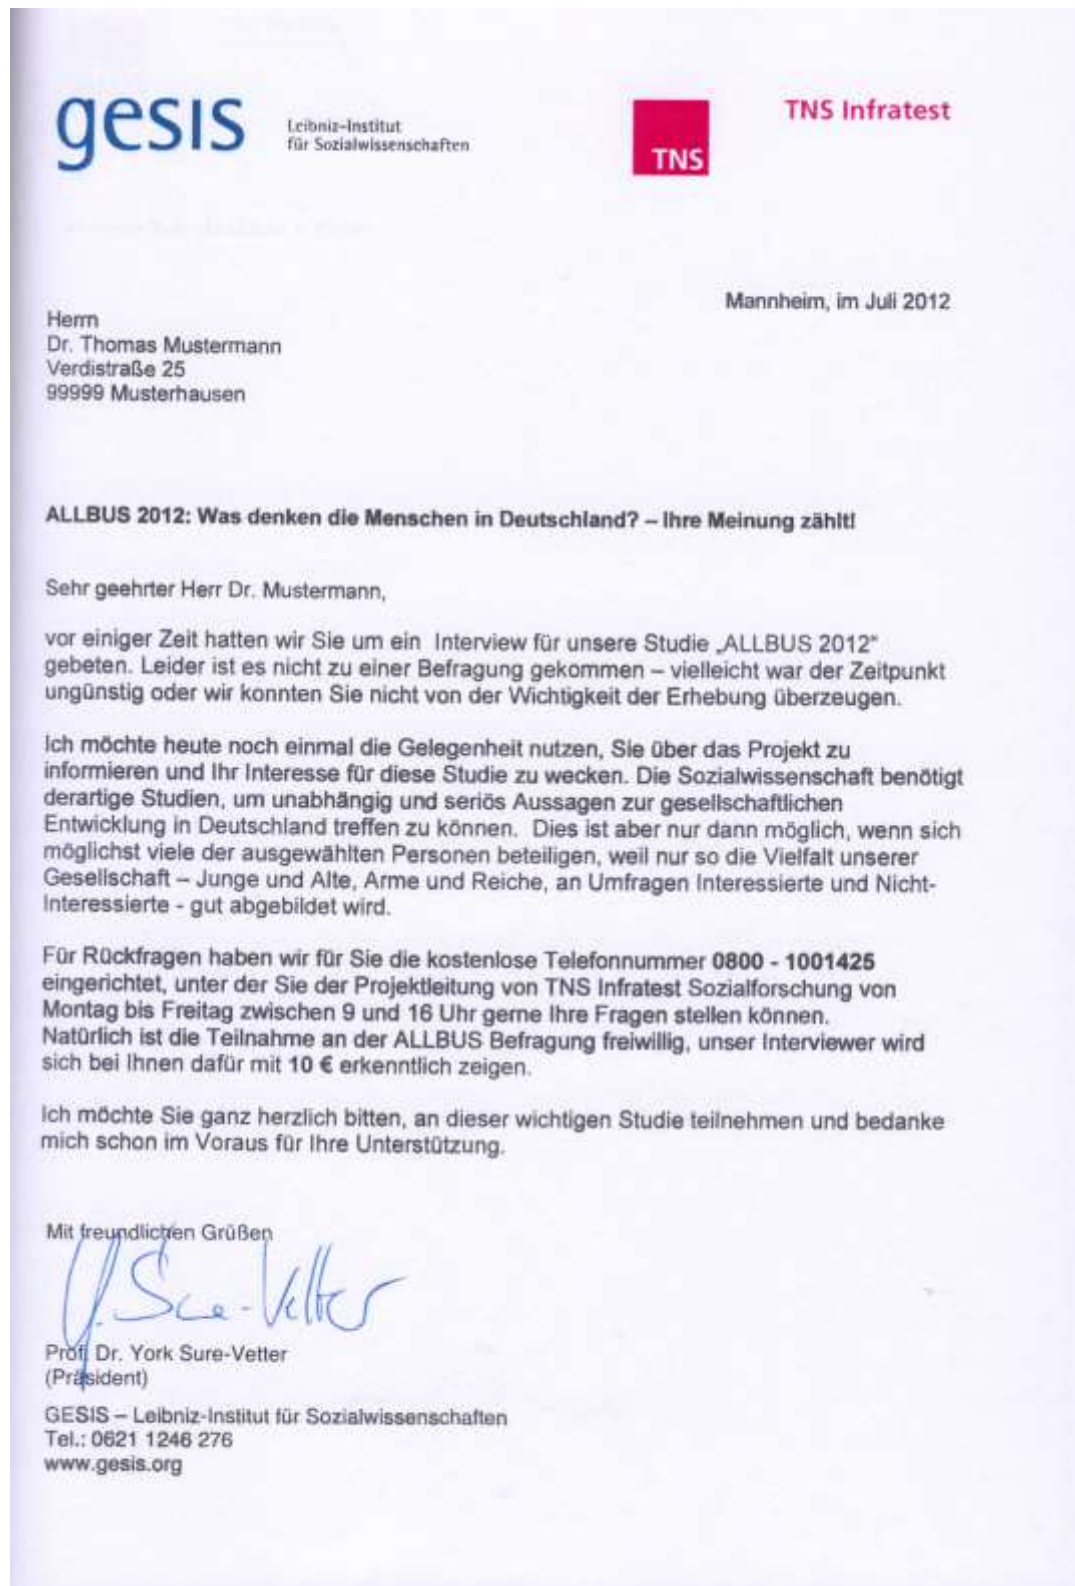 gesis
Leibniz-Institut
für Sozialwissenschaften
TNS
TNS Infratest
Mannheim, im Juli 2012
Herrn
Dr. Thomas Mustermann
Verdistraße 25
99999 Musterhausen
ALLBUS 2012: Was denken die Menschen in Deutschland? – Ihre Meinung zählt!
Sehr geehrter Herr Dr. Mustermann,
vor einiger Zeit hatten wir Sie um ein Interview für unsere Studie „ALLBUS 2012“
gebeten. Leider ist es nicht zu einer Befragung gekommen – vielleicht war der Zeitpunkt
ungünstig oder wir konnten Sie nicht von der Wichtigkeit der Erhebung überzeugen.
Ich möchte heute noch einmal die Gelegenheit nutzen, Sie über das Projekt zu
informieren und Ihr Interesse für diese Studie zu wecken. Die Sozialwissenschaft benötigt
derartige Studien, um unabhängig und seriös Aussagen zur gesellschaftlichen
Entwicklung in Deutschland treffen zu können. Dies ist aber nur dann möglich, wenn sich
möglichst viele der ausgewählten Personen beteiligen, weil nur so die Vielfalt unserer
Gesellschaft – Junge und Alte, Arme und Reiche, an Umfragen Interessierte und Nicht-
Interessierte - gut abgebildet wird.
Für Rückfragen haben wir für Sie die kostenlose Telefonnummer 0800 - 1001425
eingerichtet, unter der Sie der Projektleitung von TNS Infratest Sozialforschung von
Montag bis Freitag zwischen 9 und 16 Uhr gerne Ihre Fragen stellen können.
Natürlich ist die Teilnahme an der ALLBUS Befragung freiwillig, unser Interviewer wird
sich bei Ihnen dafür mit 10 € erkenntlich zeigen.
Ich möchte Sie ganz herzlich bitten, an dieser wichtigen Studie teilnehmen und bedanke
mich schon im Voraus für Ihre Unterstützung.
Mit freundlichen Grüßen
Y. Sure-Vetter
Prof. Dr. York Sure-Vetter
(Präsident)
GESIS – Leibniz-Institut für Sozialwissenschaften
Tel.: 0621 1246 276
www.gesis.org